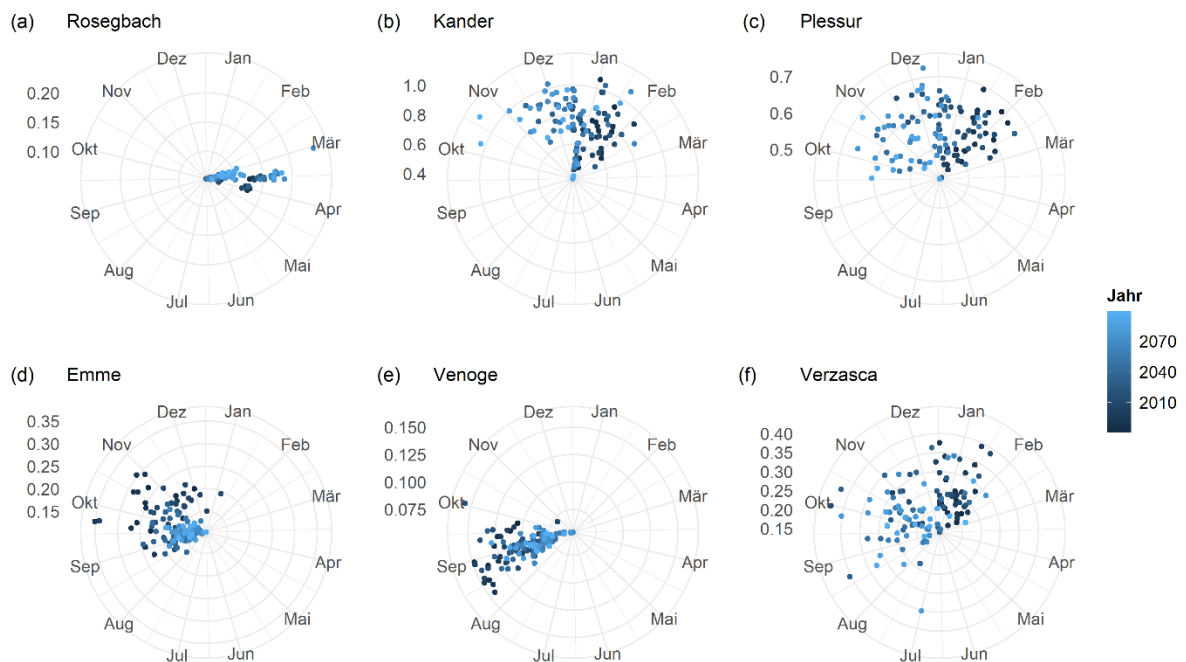 (a) Rosegbach
Dez
Jan
Nov
Feb
0.20
0.15
0.10
Okt
Mär
Sep
Apr
Aug
Mai
Jul
Jun
(b) Kander
Dez
Jan
Nov
Feb
1.0
0.8
0.6
0.4
Okt
Mär
Sep
Apr
Aug
Mai
Jul
Jun
(c) Plessur
Dez
Jan
Nov
Feb
0.7
0.6
0.5
Okt
Mär
Sep
Apr
Aug
Mai
Jul
Jun
Jahr
2070
2040
2010
(d) Emme
Dez
Jan
Nov
Feb
0.35
0.30
0.25
0.20
0.15
Okt
Mär
Sep
Apr
Aug
Mai
Jul
Jun
(e) Venoge
Dez
Jan
Nov
Feb
0.150
0.125
0.100
0.075
Okt
Mär
Sep
Apr
Aug
Mai
Jul
Jun
(f) Verzasca
Dez
Jan
Nov
Feb
0.40
0.35
0.30
0.25
0.20
0.15
Okt
Mär
Sep
Apr
Aug
Mai
Jul
Jun